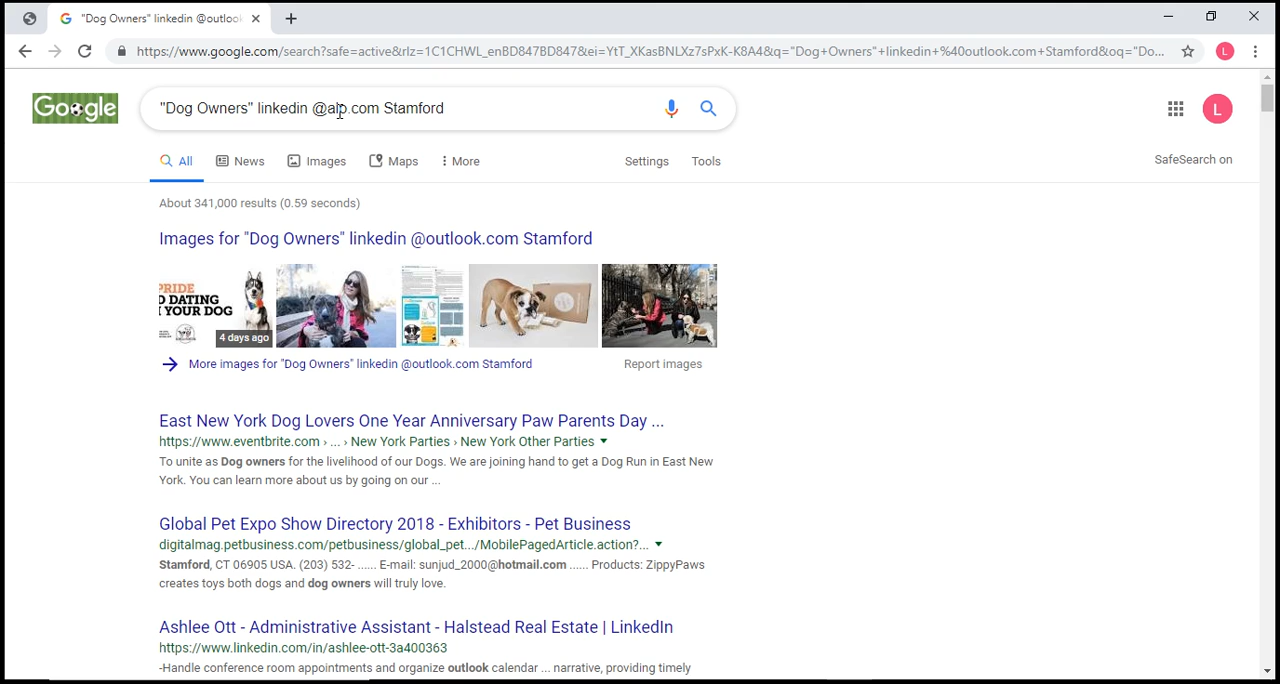 "Dog Owners" linkedin @outloo
https://www.google.com/search?safe=active&rlz=1C1CHWL_enBD847BD847&ei=YtT_XKasBNLXz7sPxK-K8A4&q="Dog+Owners"+linkedin+%40outlook.com+Stamford&oq="Do...
L
Google
"Dog Owners" linkedin @alp.com Stamford
L
All News Images Maps More Settings Tools
SafeSearch on
About 341,000 results (0.59 seconds)
Images for "Dog Owners" linkedin @outlook.com Stamford
PRIDE
D DATING
YOUR DOG
4 days ago
More images for "Dog Owners" linkedin @outlook.com Stamford Report images
East New York Dog Lovers One Year Anniversary Paw Parents Day ...
https://www.eventbrite.com › ... › New York Parties › New York Other Parties
To unite as Dog owners for the livelihood of our Dogs. We are joining hand to get a Dog Run in East New
York. You can learn more about us by going on our ...
Global Pet Expo Show Directory 2018 - Exhibitors - Pet Business
digitalmag.petbusiness.com/petbusiness/global_pet.../MobilePagedArticle.action?...
Stamford, CT 06905 USA. (203) 532- ...... E-mail: sunjud_2000@hotmail.com ...... Products: ZippyPaws
creates toys both dogs and dog owners will truly love.
Ashlee Ott - Administrative Assistant - Halstead Real Estate | LinkedIn
https://www.linkedin.com/in/ashlee-ott-3a400363
-Handle conference room appointments and organize outlook calendar ... narrative, providing timely